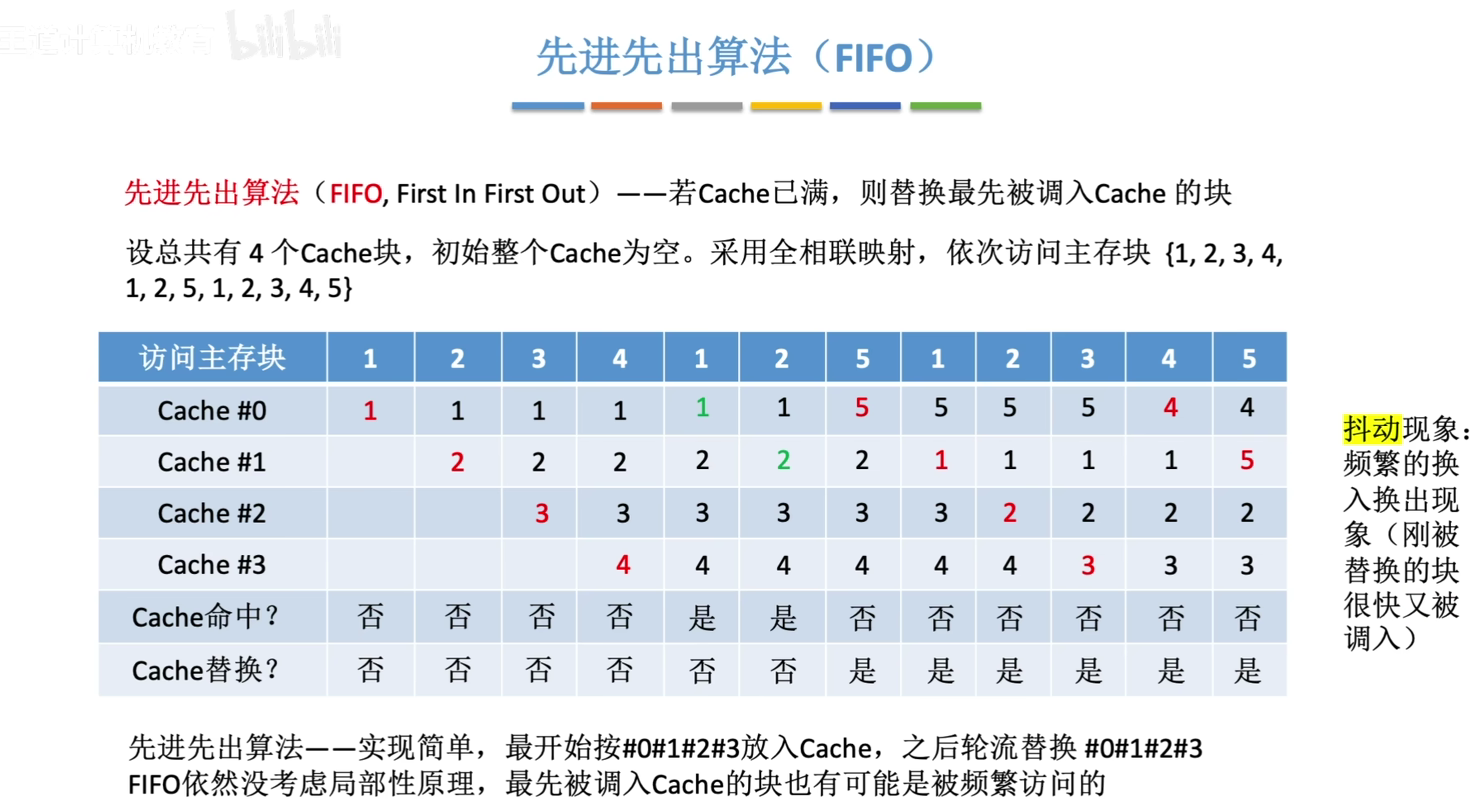 王道计算机教育 bilibili
先进先出算法（FIFO）
先进先出算法（FIFO, First In First Out）——若Cache已满，则替换最先被调入Cache 的块
设总共有 4 个Cache块，初始整个Cache为空。采用全相联映射，依次访问主存块 {1, 2, 3, 4,
1, 2, 5, 1, 2, 3, 4, 5}
访问主存块 1 2 3 4 1 2 5 1 2 3 4 5
Cache #0 1 1 1 1 1 1 5 5 5 5 4 4
Cache #1 2 2 2 2 2 2 1 1 1 1 5
Cache #2 3 3 3 3 3 3 2 2 2 2
Cache #3 4 4 4 4 4 4 3 3 3
Cache命中？ 否 否 否 否 是 是 否 否 否 否 否 否
Cache替换？ 否 否 否 否 否 否 是 是 是 是 是 是
抖动现象：
频繁的换
入换出现
象（刚被
替换的块
很快又被
调入）
先进先出算法——实现简单，最开始按#0#1#2#3放入Cache，之后轮流替换 #0#1#2#3
FIFO依然没考虑局部性原理，最先被调入Cache的块也有可能是被频繁访问的